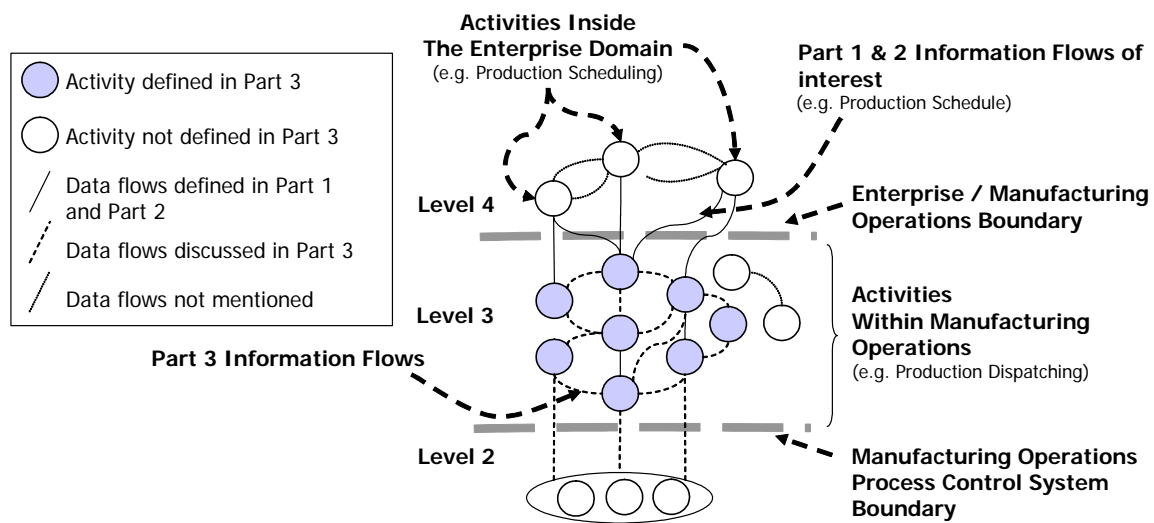 Activity defined in Part 3
Activity not defined in Part 3
Data flows defined in Part 1
and Part 2
Data flows discussed in Part 3
Data flows not mentioned
Activities Inside
The Enterprise Domain
(e.g. Production Scheduling)
Part 1 & 2 Information Flows of
interest
(e.g. Production Schedule)
Level 4
Enterprise / Manufacturing
Operations Boundary
Level 3
Activities
Within Manufacturing
Operations
(e.g. Production Dispatching)
Part 3 Information Flows
Level 2
Manufacturing Operations
Process Control System
Boundary